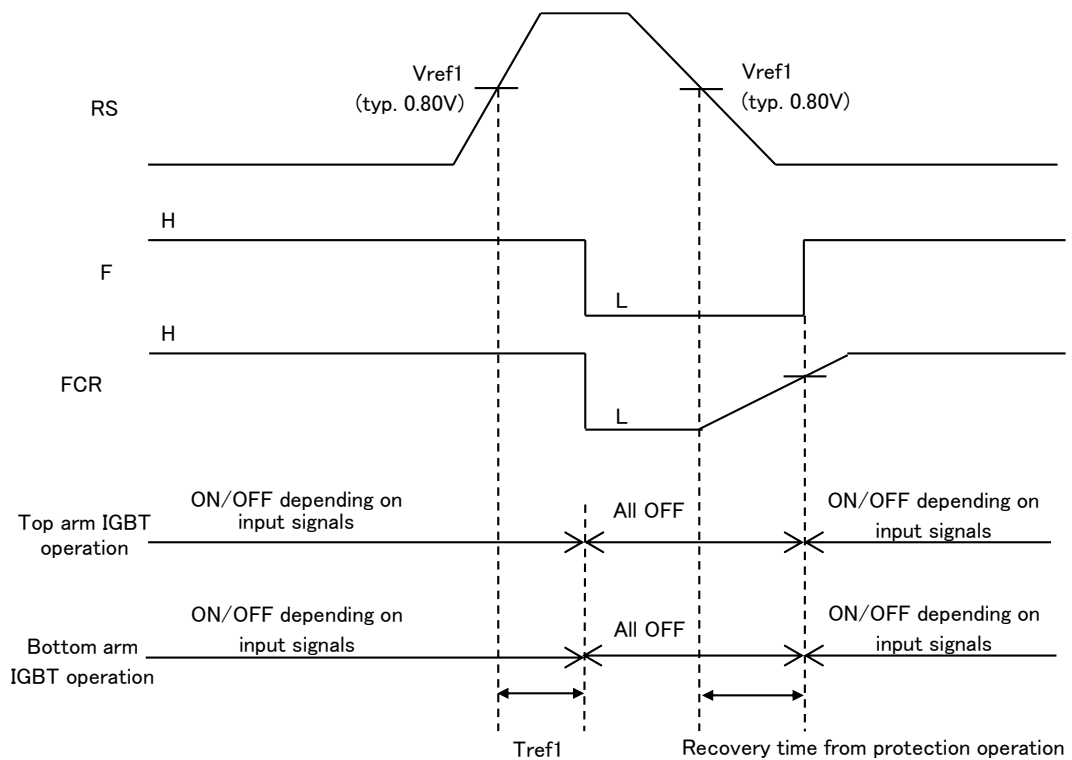 Vref1
(typ. 0.80V)
Vref1
(typ. 0.80V)
RS
H
F
L
H
FCR
L
ON/OFF depending on
input signals
All OFF
ON/OFF depending on
input signals
Top arm IGBT
operation
ON/OFF depending on
input signals
All OFF
ON/OFF depending on
input signals
Bottom arm
IGBT operation
Tref1
Recovery time from protection operation